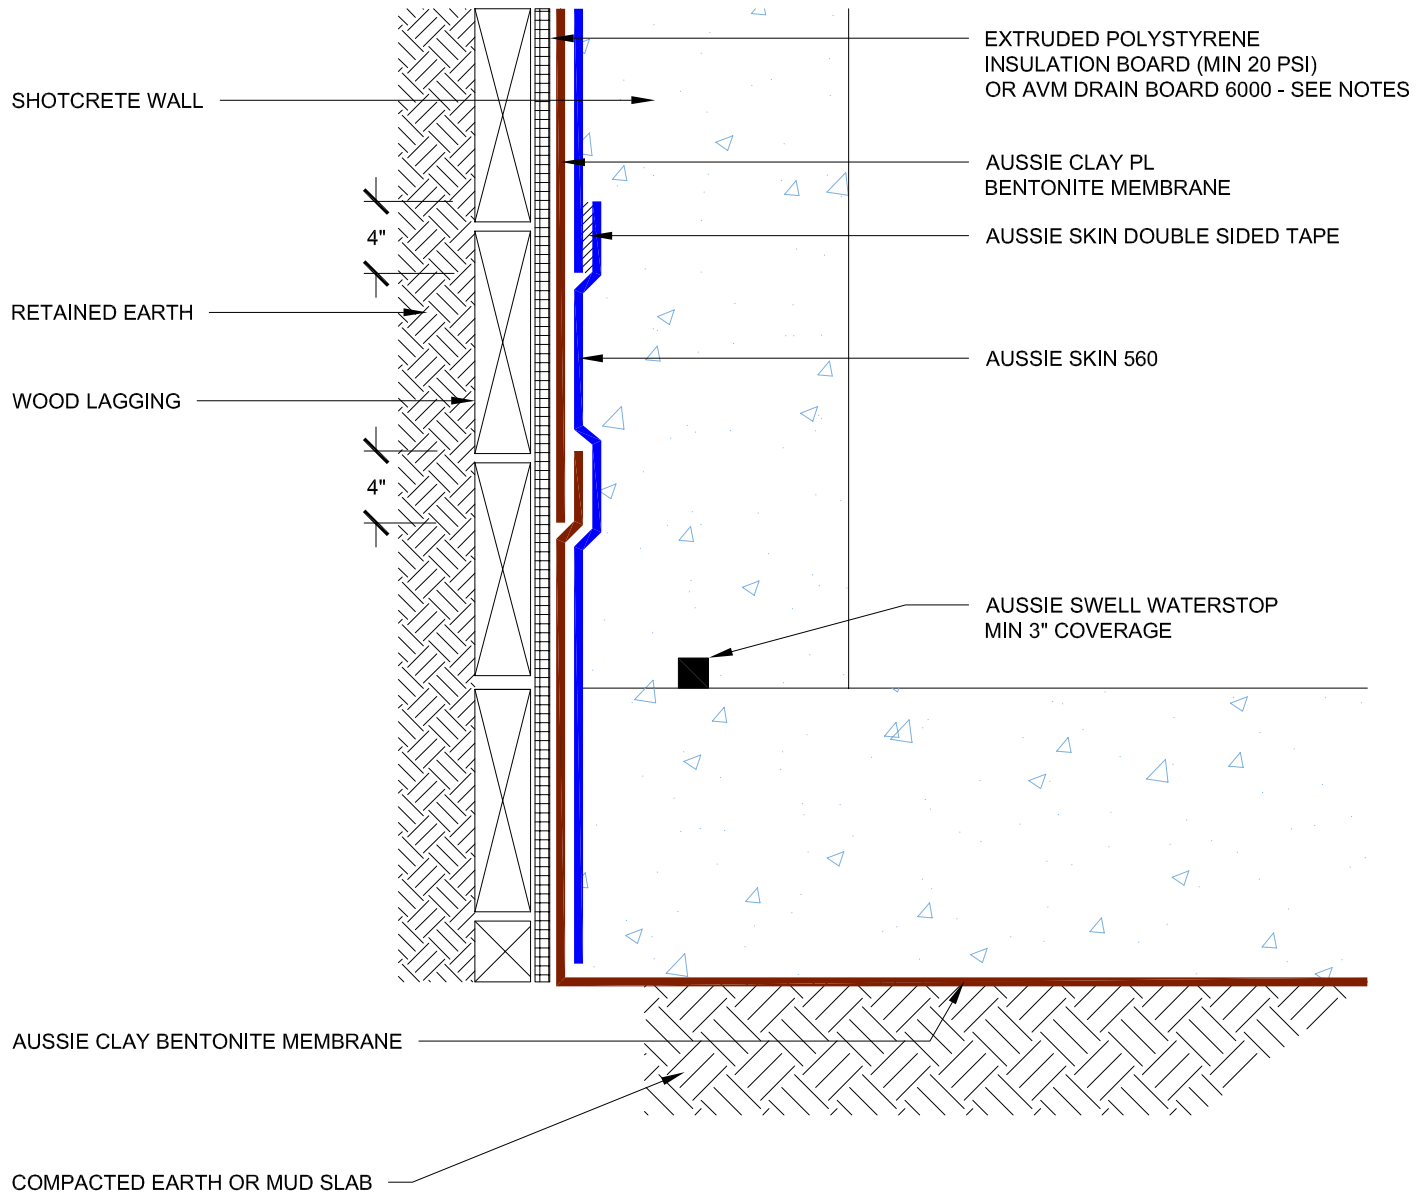 EXTRUDED POLYSTYRENE
INSULATION BOARD (MIN 20 PSI)
OR AVM DRAIN BOARD 6000 - SEE NOTES
SHOTCRETE WALL
AUSSIE CLAY PL
BENTONITE MEMBRANE
4"
AUSSIE SKIN DOUBLE SIDED TAPE
RETAINED EARTH
AUSSIE SKIN 560
WOOD LAGGING
4"
AUSSIE SWELL WATERSTOP
MIN 3" COVERAGE
AUSSIE CLAY BENTONITE MEMBRANE
COMPACTED EARTH OR MUD SLAB